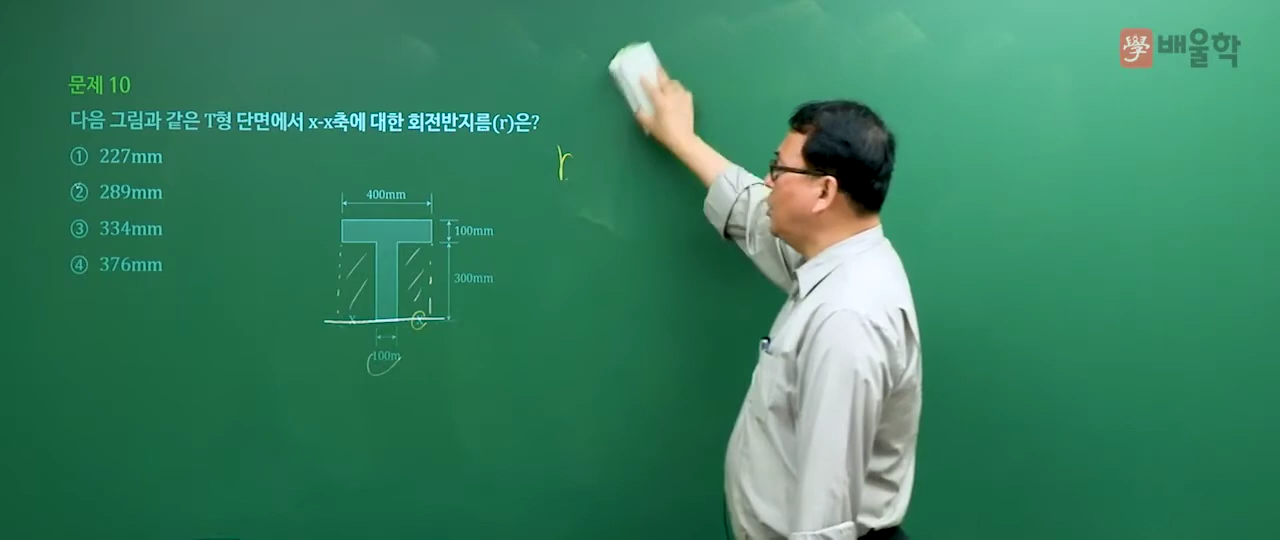 學 배울학
문제 10
다음 그림과 같은 T형 단면에서 x-x축에 대한 회전반지름(r)은?
① 227mm
② 289mm
③ 334mm
④ 376mm
r
400mm
100mm
300mm
x x
100m